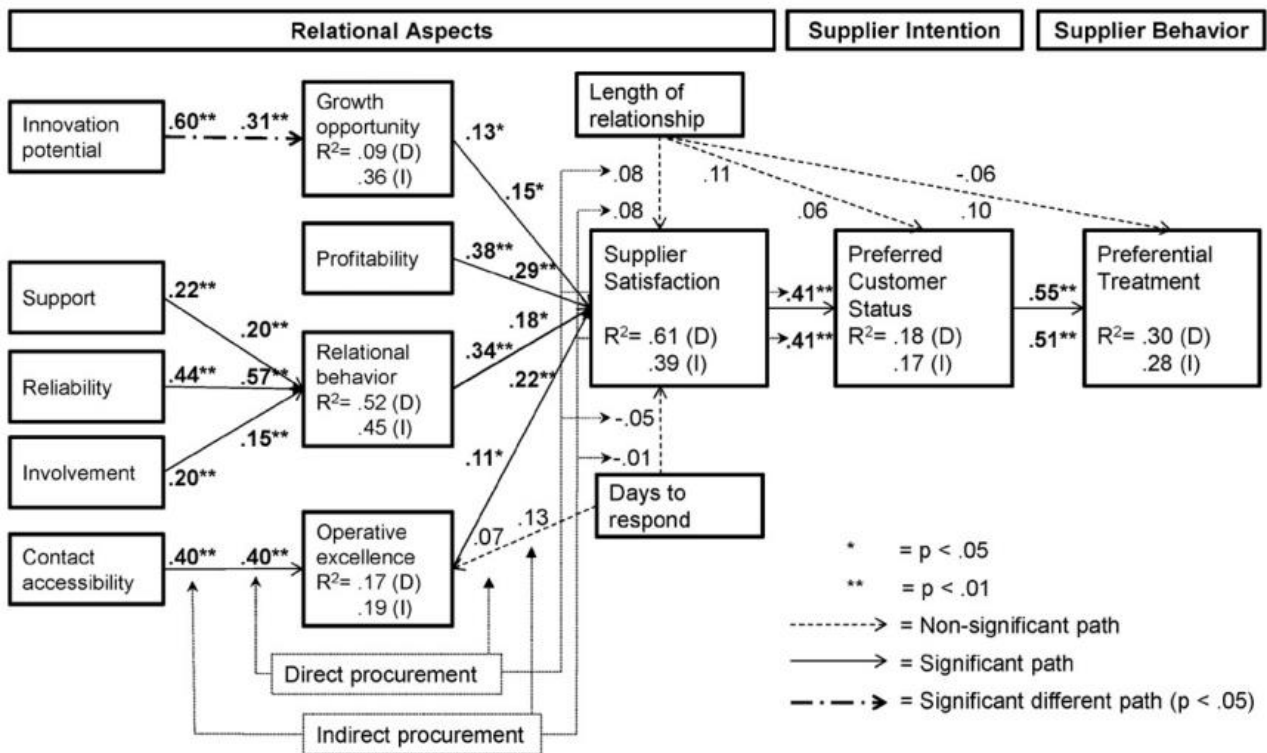 Relational Aspects
Supplier Intention
Supplier Behavior
Innovation
potential
.60**
.31**
Growth
opportunity
R²= .09 (D)
.36 (I)
.13*
.15*
Length of
relationship
.08
.08
.11
.06
-.06
.10
Profitability
.38**
.29**
Support
.22**
.20**
Reliability
.44**
.57**
Involvement
.20**
.15**
Relational
behavior
R²= .52 (D)
.45 (I)
.18*
.34**
.22**
.11*
Supplier
Satisfaction
R²= .61 (D)
.39 (I)
.41**
.41**
Preferred
Customer
Status
R²= .18 (D)
.17 (I)
.55**
.51**
Preferential
Treatment
R²= .30 (D)
.28 (I)
-.05
-.01
Days to
respond
.13
.07
Contact
accessibility
.40**
.40**
Operative
excellence
R²= .17 (D)
.19 (I)
Direct procurement
Indirect procurement
* = p < .05
** = p < .01
= Non-significant path
= Significant path
= Significant different path (p < .05)